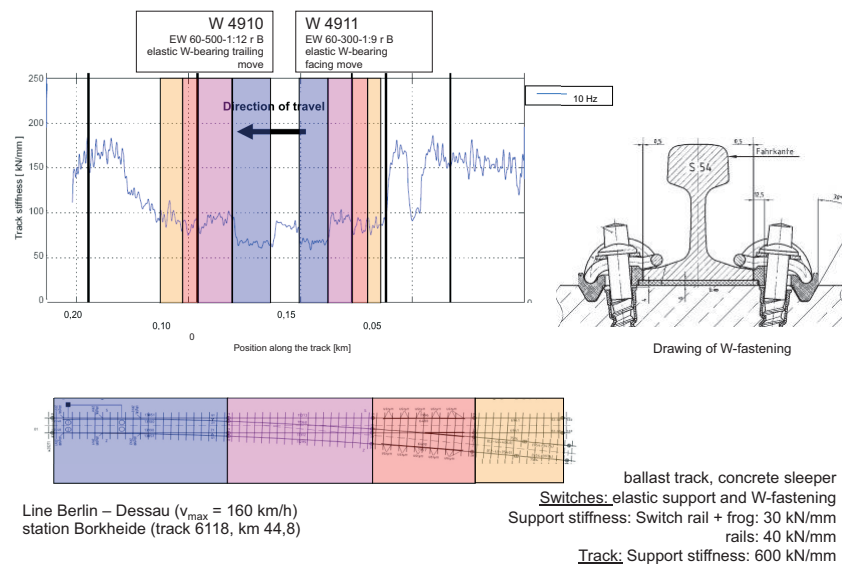 W 4910
EW 60-500-1:12 r B
elastic W-bearing trailing
move
W 4911
EW 60-300-1:9 r B
elastic W-bearing
facing move
250
200
150
100
50
0
Track stiffness [ kN/mm ]
Direction of travel
10 Hz
0,20
0,10
0
0,15
0,05
Position along the track [km]
S 54
Fahrkante
Drawing of W-fastening
Line Berlin – Dessau (vmax = 160 km/h)
station Borkheide (track 6118, km 44,8)
ballast track, concrete sleeper
Switches: elastic support and W-fastening
Support stiffness: Switch rail + frog: 30 kN/mm
rails: 40 kN/mm
Track: Support stiffness: 600 kN/mm